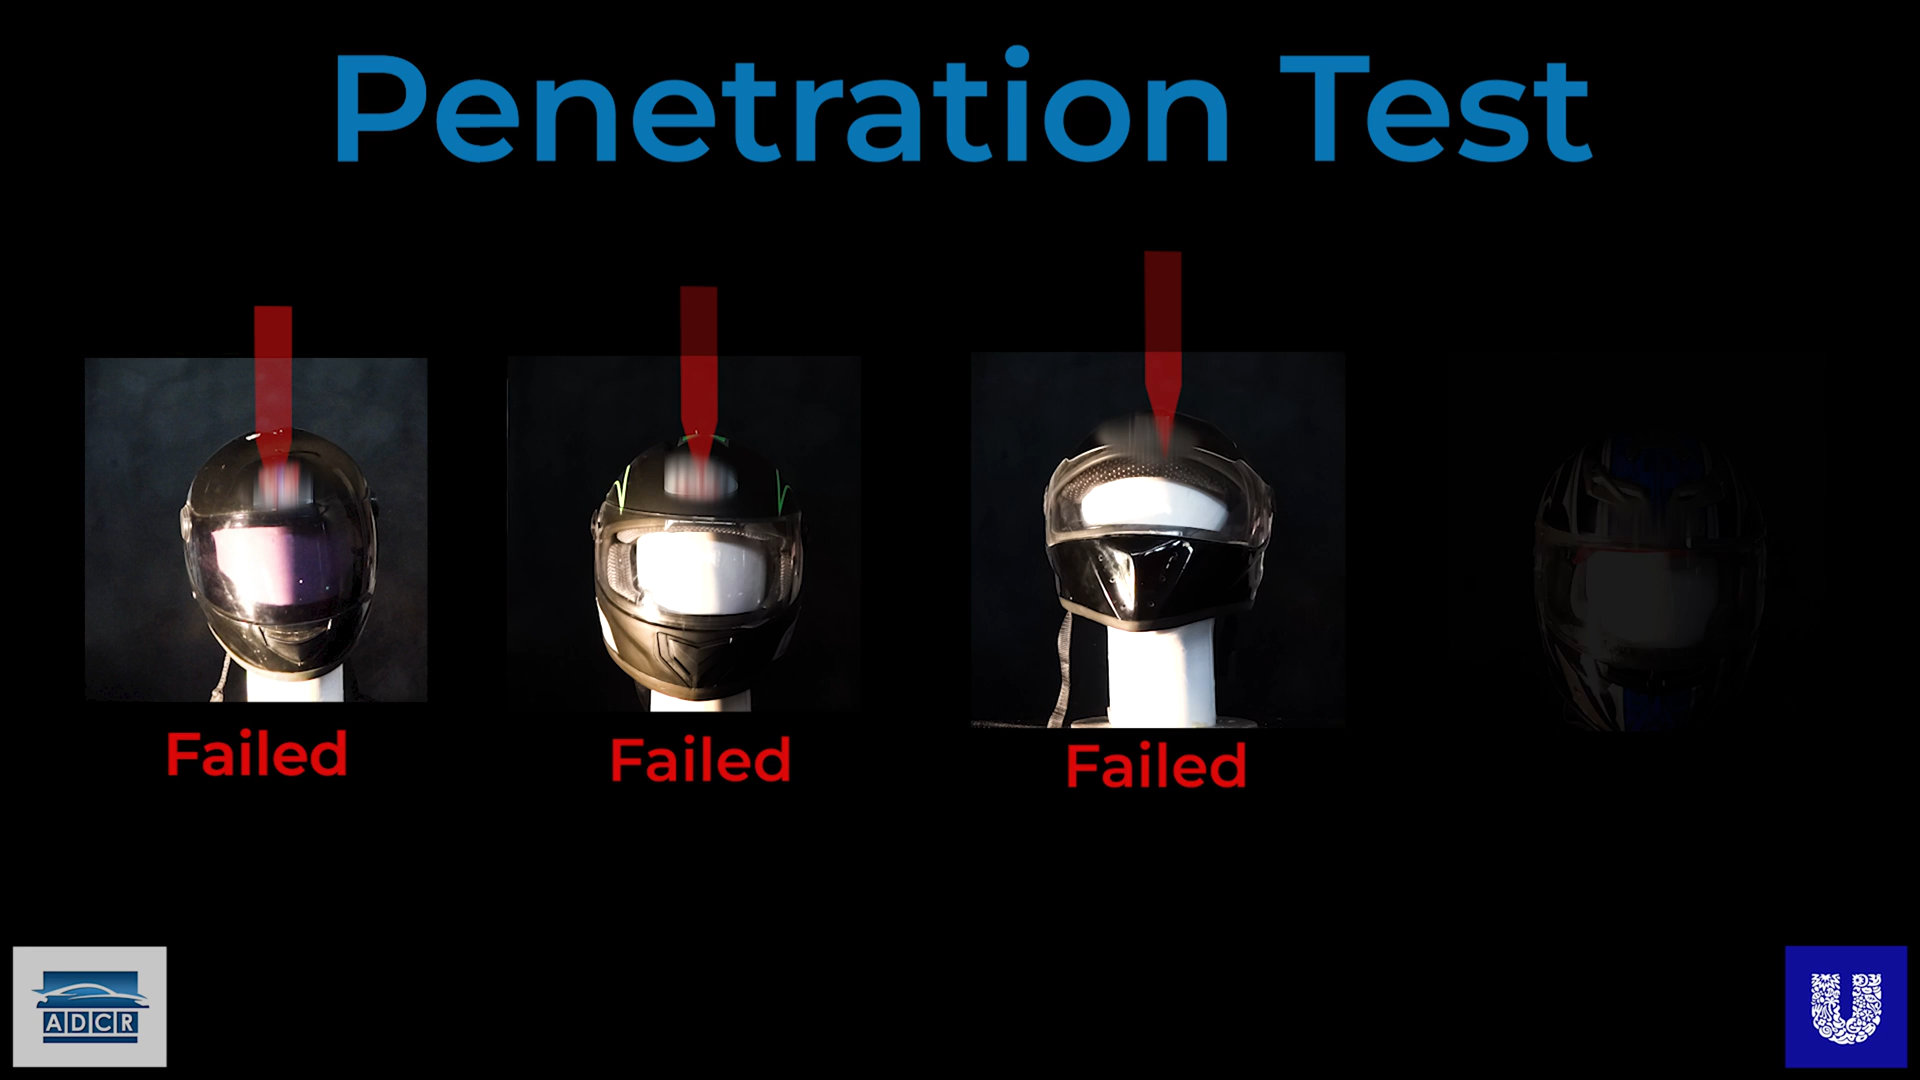 Penetration Test
Failed
Failed
Failed
ADCR
U